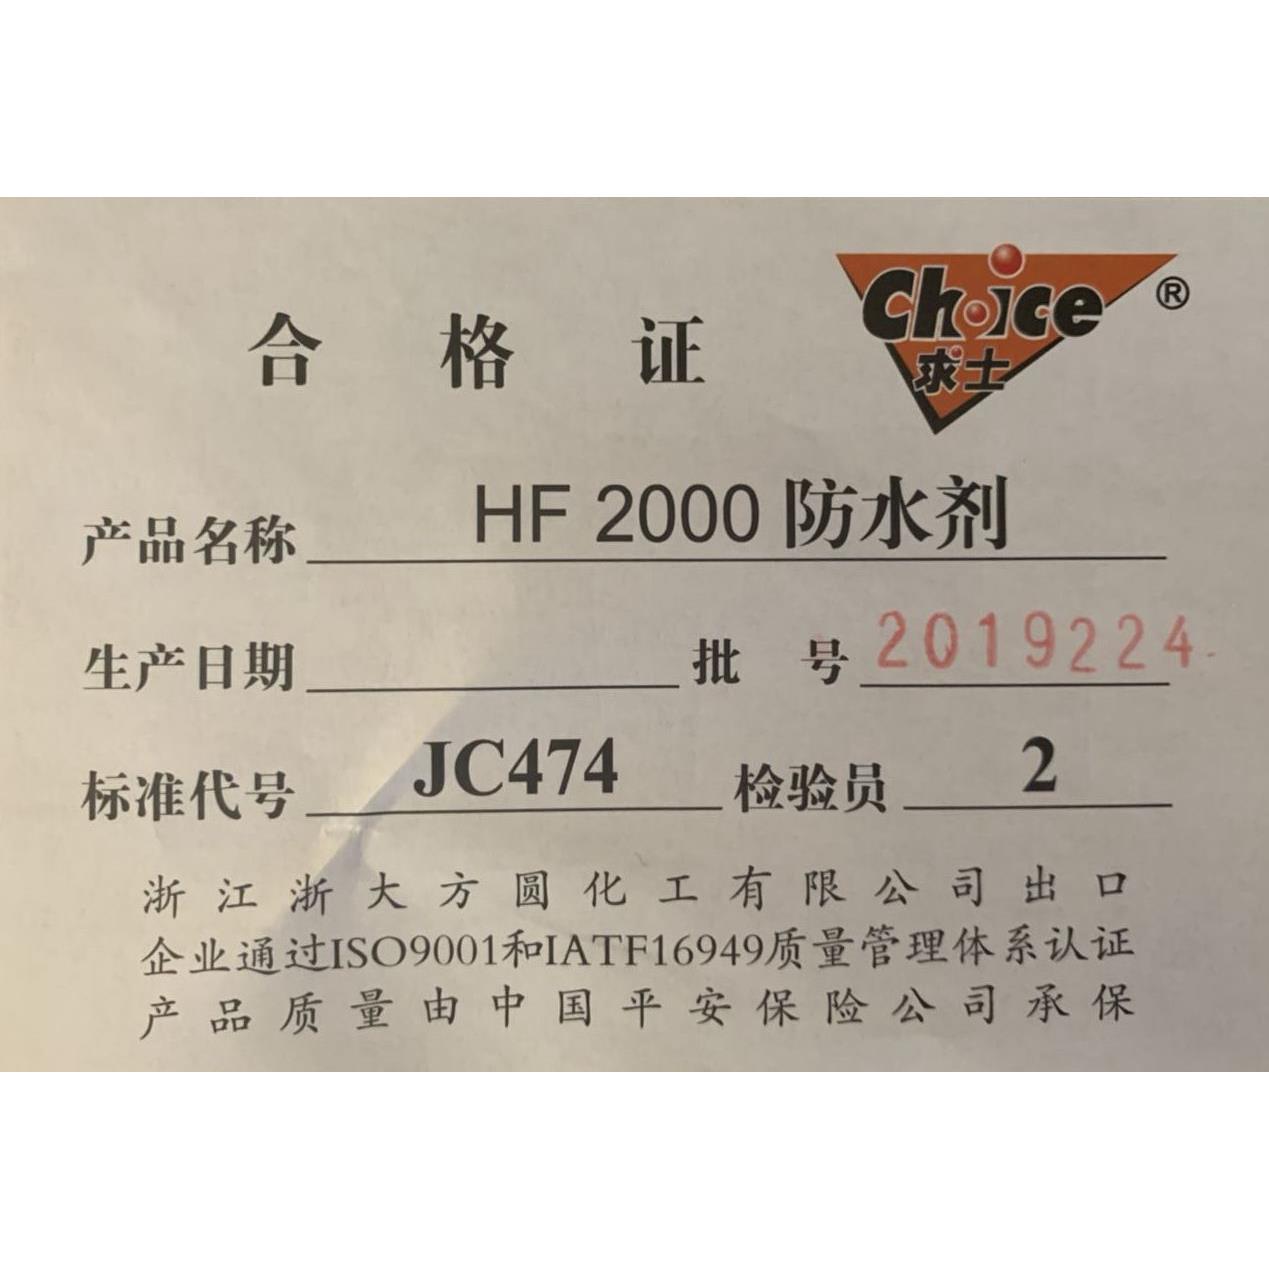 Choice ®
求士
合格证
产品名称 HF 2000 防水剂
生产日期 批号 2019224
标准代号 JC474 检验员 2
浙江浙大方圆化工有限公司出口
企业通过ISO9001和IATF16949质量管理体系认证
产品质量由中国平安保险公司承保